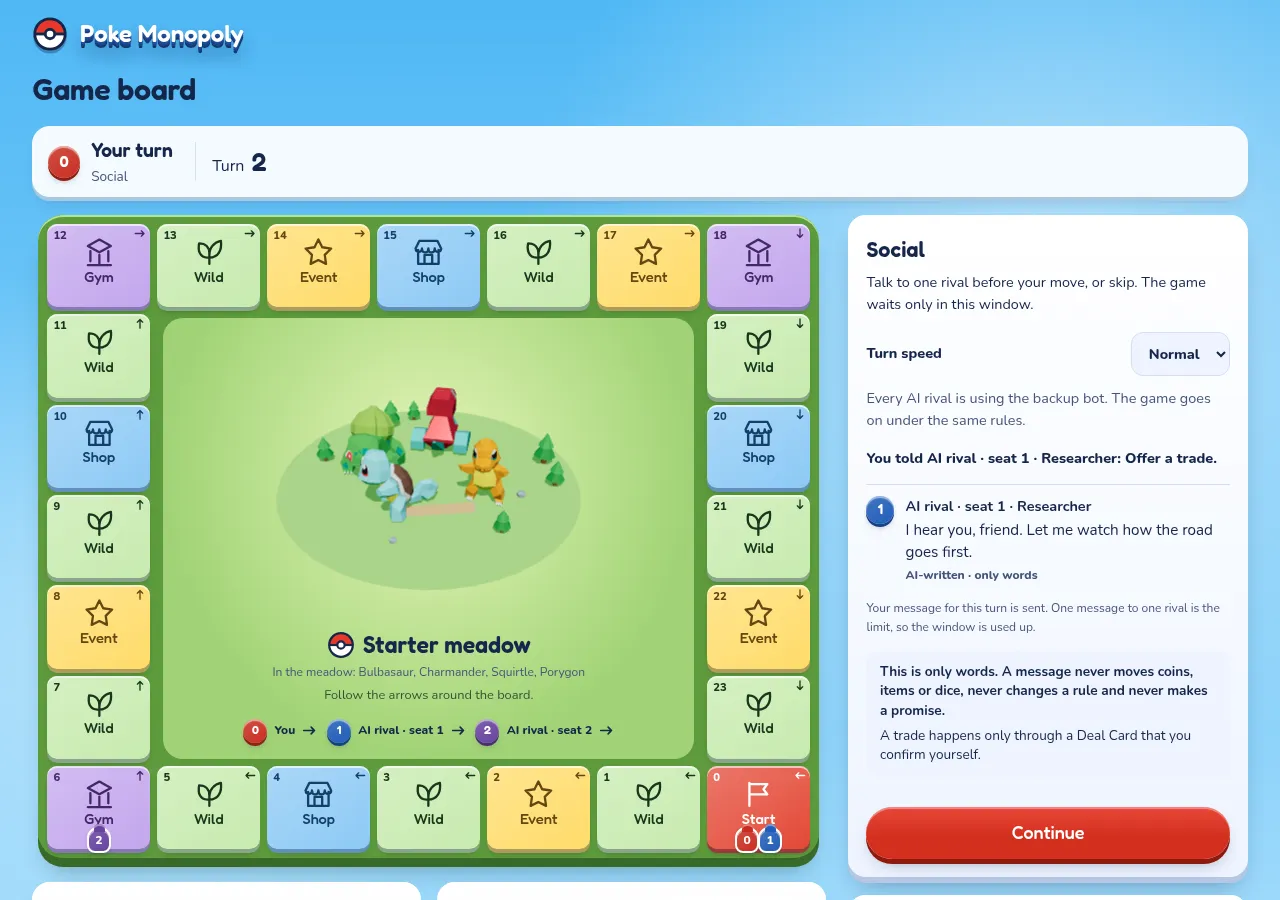 Poke Monopoly
Game board
0
Your turn
Social
Turn 2
12
Gym
13
Wild
14
Event
15
Shop
16
Wild
17
Event
18
Gym
11
Wild
19
Wild
10
Shop
20
Shop
9
Wild
21
Wild
8
Event
22
Event
7
Wild
23
Wild
Starter meadow
In the meadow: Bulbasaur, Charmander, Squirtle, Porygon
Follow the arrows around the board.
0 You → 1 AI rival · seat 1 → 2 AI rival · seat 2 →
6
Gym
2
5
Wild
4
Shop
3
Wild
2
Event
1
Wild
0
Start
0 1
Social
Talk to one rival before your move, or skip. The game
waits only in this window.
Turn speed
Normal
Every AI rival is using the backup bot. The game goes
on under the same rules.
You told AI rival · seat 1 · Researcher: Offer a trade.
1
AI rival · seat 1 · Researcher
I hear you, friend. Let me watch how the road
goes first.
AI-written · only words
Your message for this turn is sent. One message to one rival is the
limit, so the window is used up.
This is only words. A message never moves coins,
items or dice, never changes a rule and never makes
a promise.
A trade happens only through a Deal Card that you
confirm yourself.
Continue